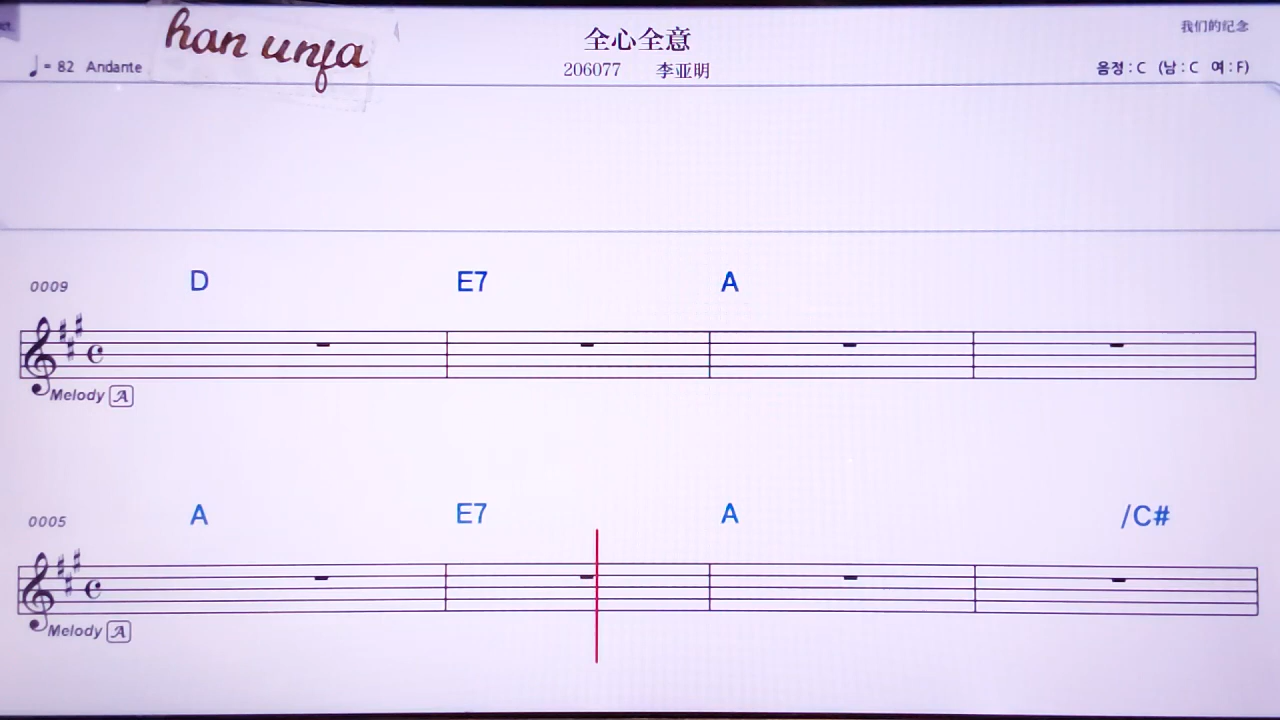 han unfa
全心全意
我们的纪念
♩= 82 Andante
206077 李亚明
음정 : C (남 : C 여 : F)
0009 D E7 A
Melody A
0005 A E7 A /C#
Melody A